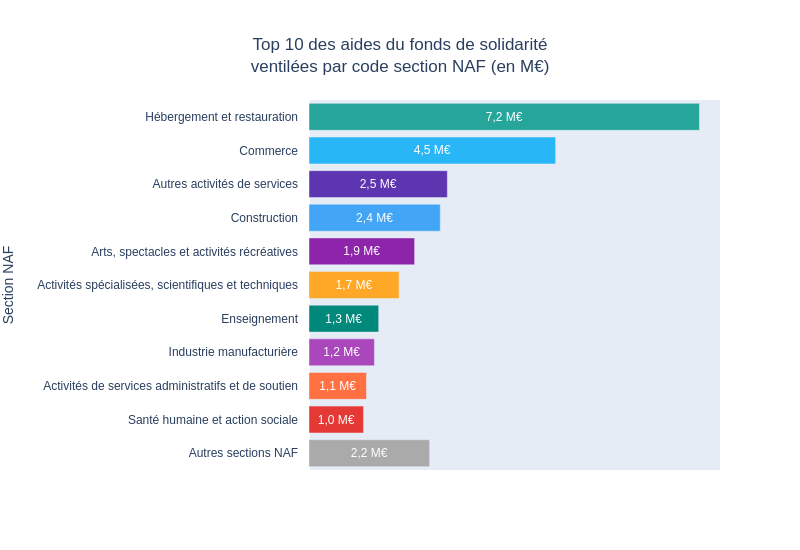 Top 10 des aides du fonds de solidarité
ventilées par code section NAF (en M€)
Section NAF
Hébergement et restauration 7,2 M€
Commerce 4,5 M€
Autres activités de services 2,5 M€
Construction 2,4 M€
Arts, spectacles et activités récréatives 1,9 M€
Activités spécialisées, scientifiques et techniques 1,7 M€
Enseignement 1,3 M€
Industrie manufacturière 1,2 M€
Activités de services administratifs et de soutien 1,1 M€
Santé humaine et action sociale 1,0 M€
Autres sections NAF 2,2 M€